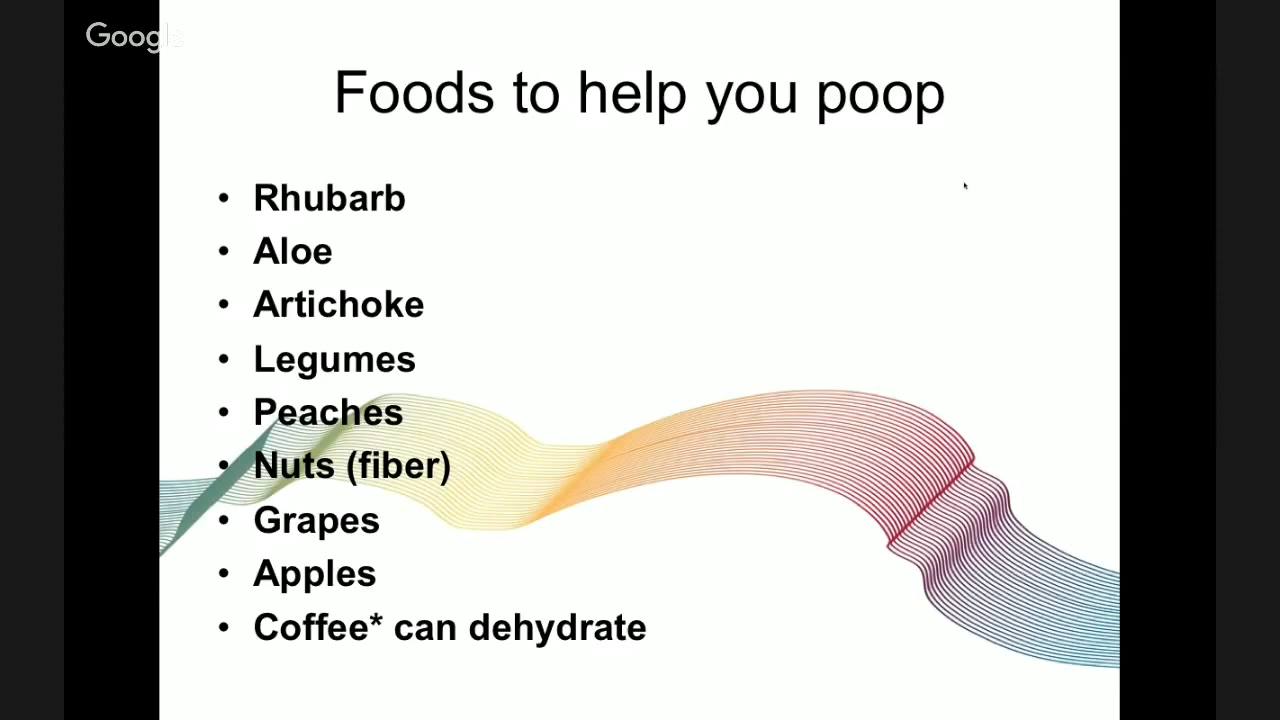 Google
Foods to help you poop
• Rhubarb
• Aloe
• Artichoke
• Legumes
• Peaches
• Nuts (fiber)
• Grapes
• Apples
• Coffee* can dehydrate